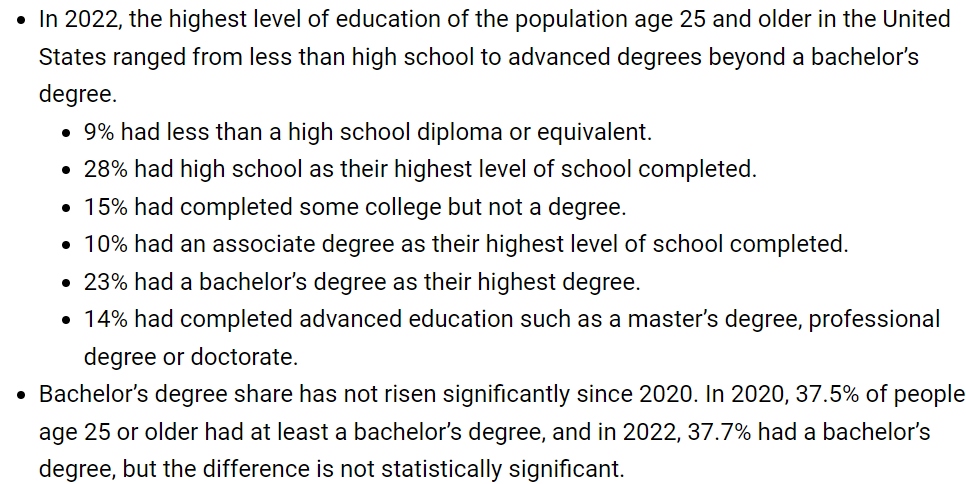 • In 2022, the highest level of education of the population age 25 and older in the United
States ranged from less than high school to advanced degrees beyond a bachelor’s
degree.
• 9% had less than a high school diploma or equivalent.
• 28% had high school as their highest level of school completed.
• 15% had completed some college but not a degree.
• 10% had an associate degree as their highest level of school completed.
• 23% had a bachelor’s degree as their highest degree.
• 14% had completed advanced education such as a master’s degree, professional
degree or doctorate.
• Bachelor’s degree share has not risen significantly since 2020. In 2020, 37.5% of people
age 25 or older had at least a bachelor’s degree, and in 2022, 37.7% had a bachelor’s
degree, but the difference is not statistically significant.